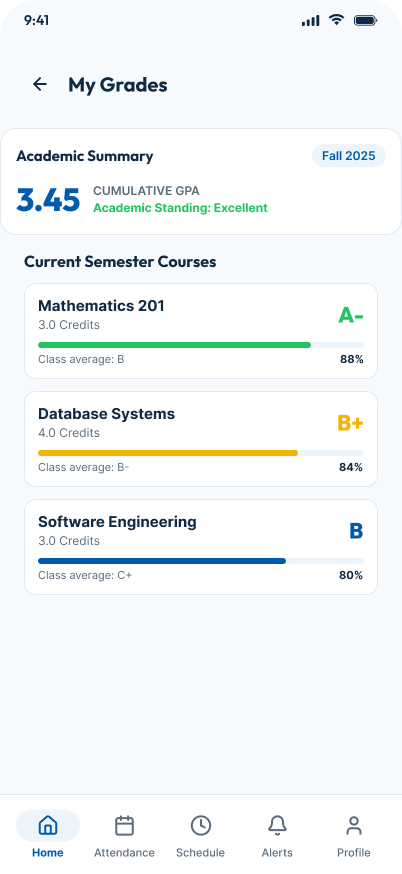 9:41
My Grades
Academic Summary
Fall 2025
3.45
CUMULATIVE GPA
Academic Standing: Excellent
Current Semester Courses
Mathematics 201
3.0 Credits
A-
Class average: B
88%
Database Systems
4.0 Credits
B+
Class average: B-
84%
Software Engineering
3.0 Credits
B
Class average: C+
80%
Home
Attendance
Schedule
Alerts
Profile